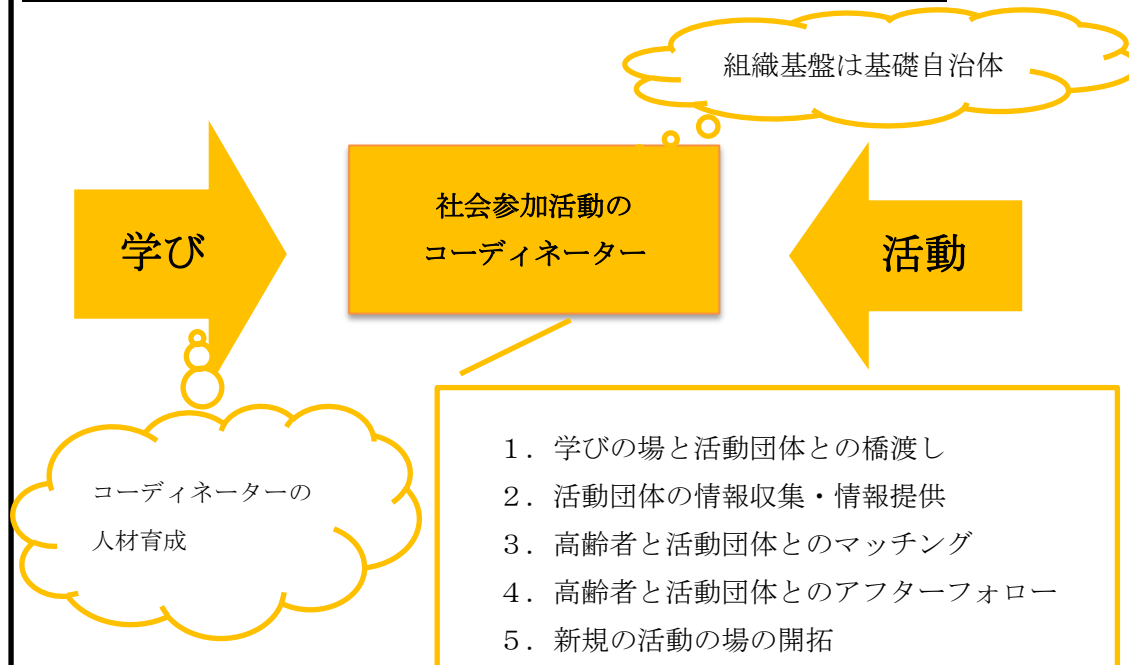 組織基盤は基礎自治体
社会参加活動の
コーディネーター
学び
活動
コーディネーターの
人材育成
１．学びの場と活動団体との橋渡し
２．活動団体の情報収集・情報提供
３．高齢者と活動団体とのマッチング
４．高齢者と活動団体とのアフターフォロー
５．新規の活動の場の開拓